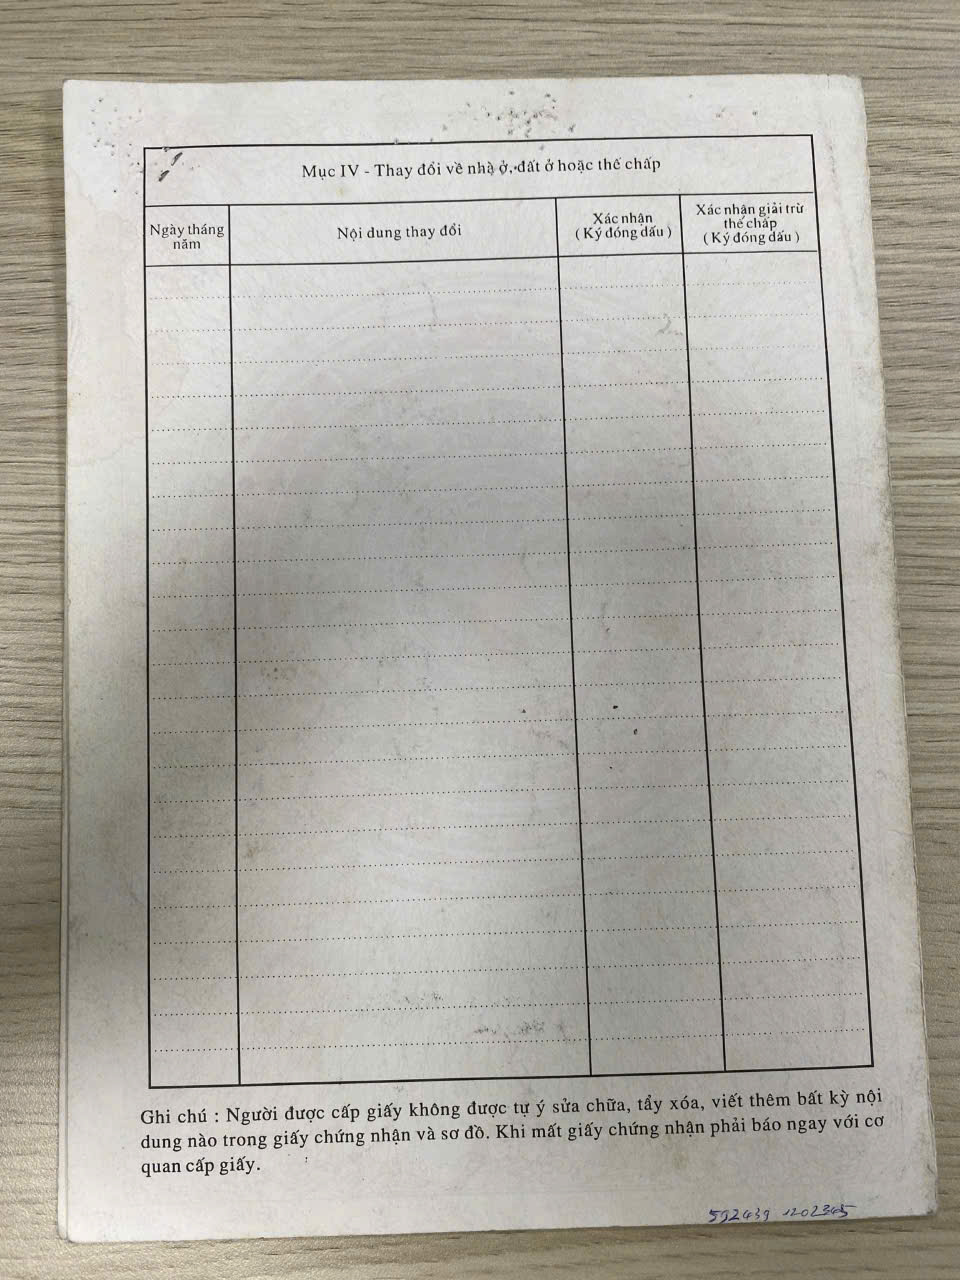 Mục IV - Thay đổi về nhà ở, đất ở hoặc thế chấp
Ngày tháng
năm
Nội dung thay đổi
Xác nhận
( Ký đóng dấu )
Xác nhận giải trừ
thế chấp
( Ký đóng dấu )
Ghi chú : Người được cấp giấy không được tự ý sửa chữa, tẩy xóa, viết thêm bất kỳ nội
dung nào trong giấy chứng nhận và sơ đồ. Khi mất giấy chứng nhận phải báo ngay với cơ
quan cấp giấy.